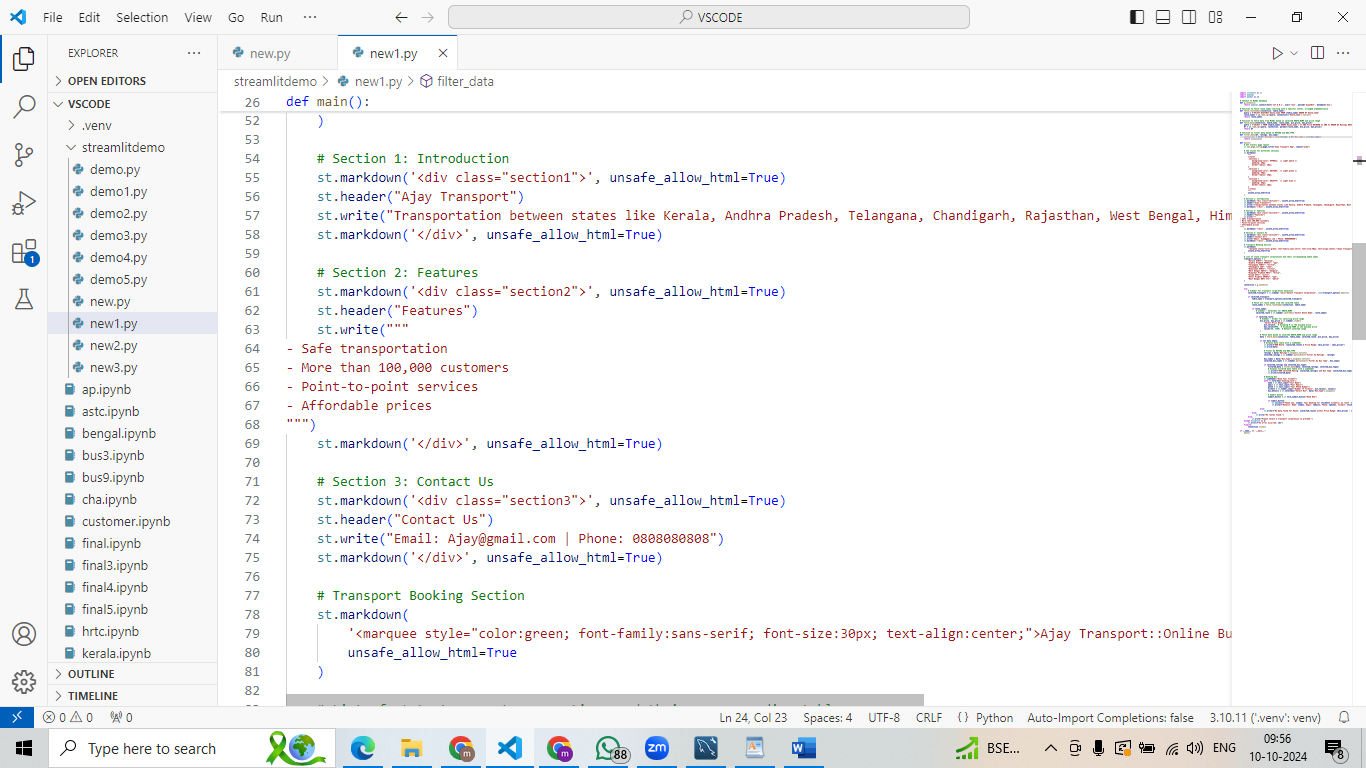 File Edit Selection View Go Run ··· VSCODE
EXPLORER ···
OPEN EDITORS
VSCODE
.venv
streamlitdemo
demo.py
demo1.py
demo2.py
demo3.py
demo4.py
demo5.py
new.py
new1.py
new2.py
new3.py
ap.ipynb
astc.ipynb
bengal.ipynb
bus3.ipynb
bus9.ipynb
cha.ipynb
customer.ipynb
final.ipynb
final3.ipynb
final4.ipynb
final5.ipynb
hrtc.ipynb
kerala.ipynb
OUTLINE
TIMELINE
1
new.py new1.py
streamlitdemo > new1.py > filter_data
26 def main():
52 )
53
54 # Section 1: Introduction
55 st.markdown('<div class="section1">', unsafe_allow_html=True)
56 st.header("Ajay Transport")
57 st.write("Transportation between states like Kerala, Andhra Pradesh, Telangana, Chandigarh, Rajasthan, West Bengal, Him
58 st.markdown('</div>', unsafe_allow_html=True)
59
60 # Section 2: Features
61 st.markdown('<div class="section2">', unsafe_allow_html=True)
62 st.header("Features")
63 st.write("""
64 - Safe transportation
65 - More than 100,000 customers
66 - Point-to-point services
67 - Affordable prices
68 """)
69 st.markdown('</div>', unsafe_allow_html=True)
70
71 # Section 3: Contact Us
72 st.markdown('<div class="section3">', unsafe_allow_html=True)
73 st.header("Contact Us")
74 st.write("Email: Ajay@gmail.com | Phone: 0808080808")
75 st.markdown('</div>', unsafe_allow_html=True)
76
77 # Transport Booking Section
78 st.markdown(
79 '<marquee style="color:green; font-family:sans-serif; font-size:30px; text-align:center;">Ajay Transport::Online Bu
80 unsafe_allow_html=True
81 )
82
0 0 0 Ln 24, Col 23 Spaces: 4 UTF-8 CRLF Python Auto-Import Completions: false 3.10.11 ('.venv': venv)
Type here to search 88 zm BSE... ENG 09:56
10-10-2024 8